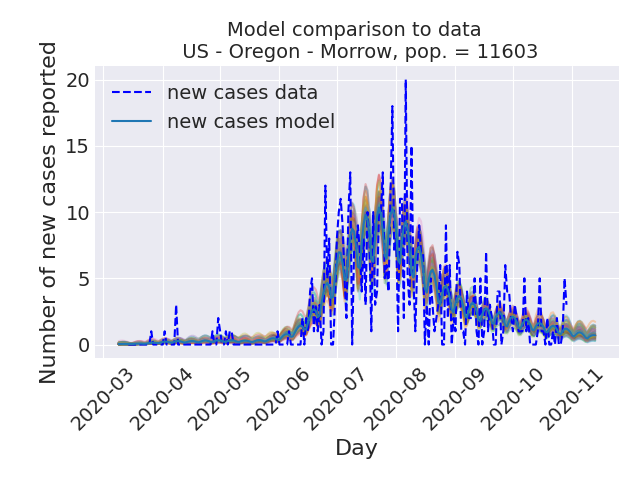 Model comparison to data
US - Oregon - Morrow, pop. = 11603
Number of new cases reported
20
15
10
5
0
new cases data
new cases model
2020-03
2020-04
2020-05
2020-06
2020-07
2020-08
2020-09
2020-10
2020-11
Day